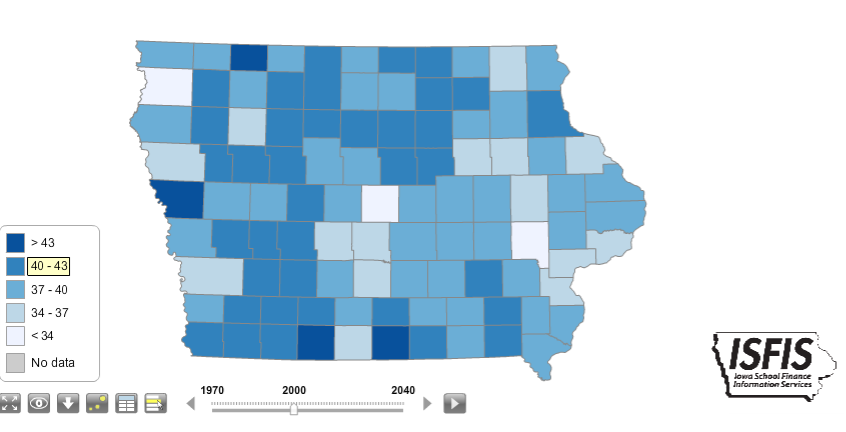 > 43
40 - 43
37 - 40
34 - 37
< 34
No data
1970
2000
2040
ISFIS
Iowa School Finance
Information Services